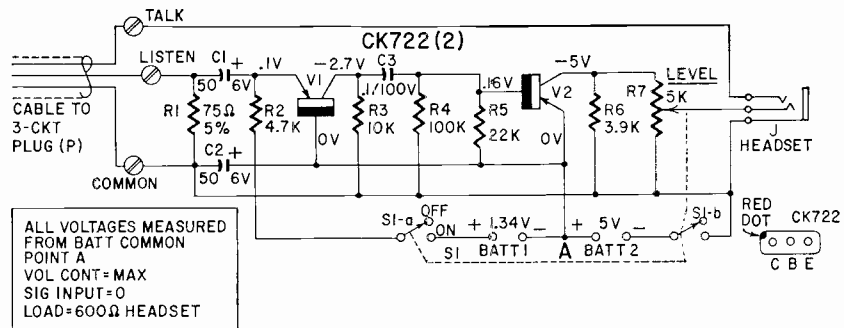 TALK
CK722 (2)
LISTEN
C1
+
50
6V
.1V
V1
-2.7V
C3
.1/100V
.16V
-5V
V2
R7
LEVEL
5K
CABLE TO
3-CKT
PLUG (P)
R1
75Ω
5%
R2
4.7K
R3
10K
R4
100K
R5
22K
R6
3.9K
0V
0V
J
HEADSET
C2
+
50
6V
COMMON
S1-a
OFF
ON
S1
+ 1.34V -
BATT 1
A
+ 5V -
BATT 2
S1-b
RED
DOT
CK722
C B E
ALL VOLTAGES MEASURED
FROM BATT COMMON
POINT A
VOL CONT=MAX
SIG INPUT=0
LOAD=600Ω HEADSET